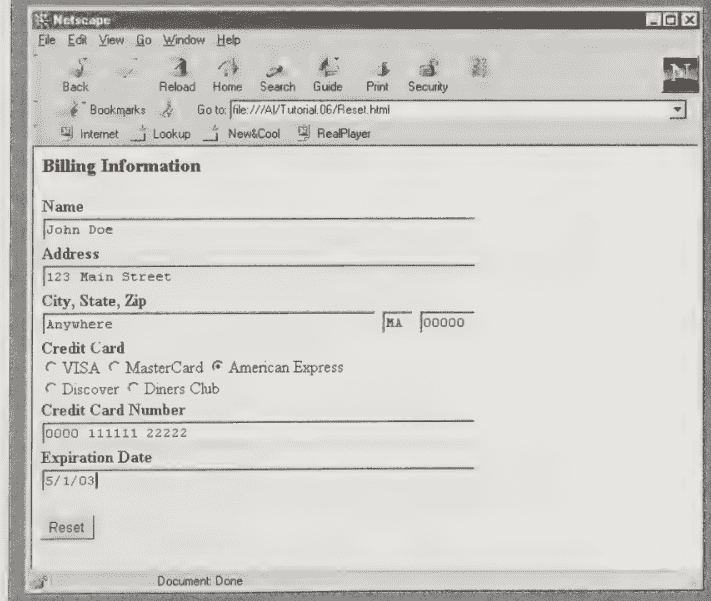 Netscape
File Edit View Go Window Help
Back Reload Home Search Guide Print Security
N
Bookmarks Go to: file:///A|/Tutorial.06/Reset.html
Internet Lookup New&Cool RealPlayer
Billing Information
Name
John Doe
Address
123 Main Street
City, State, Zip
Anywhere MA 00000
Credit Card
VISA MasterCard American Express
Discover Diners Club
Credit Card Number
0000 111111 22222
Expiration Date
5/1/03
Reset
Document: Done